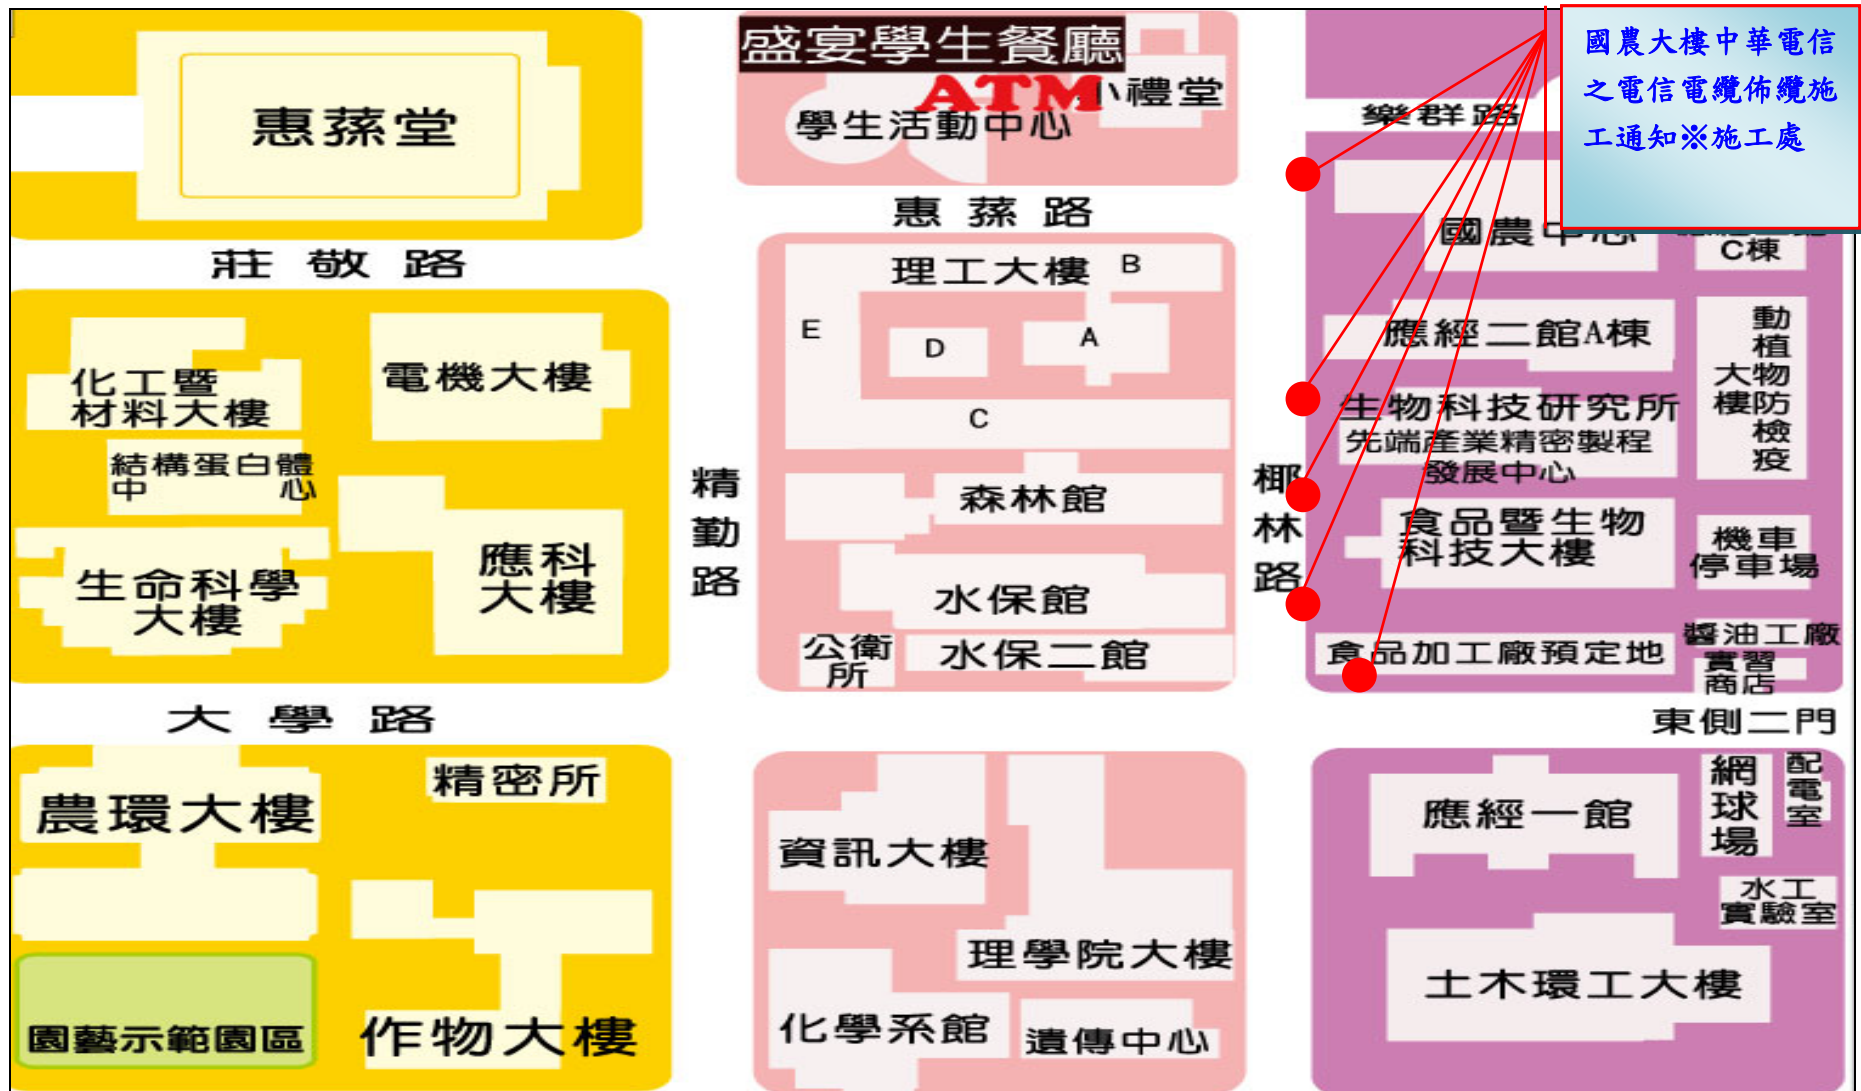 國農大樓中華電信
之電信電纜佈纜施
工通知※施工處
盛宴學生餐廳
ATM
小禮堂
學生活動中心
惠蓀堂
樂群路
惠蓀路
莊敬路
國農中心
C棟
理工大樓
B
E
D
A
C
應經二館A棟
動植物防檢疫
大樓
化工暨
材料大樓
電機大樓
生物科技研究所
先端產業精密製程
發展中心
結構蛋白體
中心
精勤路
森林館
椰林路
食品暨生物
科技大樓
機車
停車場
應科
大樓
生命科學
大樓
水保館
公衛
所
水保二館
食品加工廠預定地
醬油工廠
實習
商店
大學路
東側二門
農環大樓
精密所
資訊大樓
應經一館
網球場
配電室
水工
實驗室
理學院大樓
土木環工大樓
園藝示範園區
作物大樓
化學系館
遺傳中心